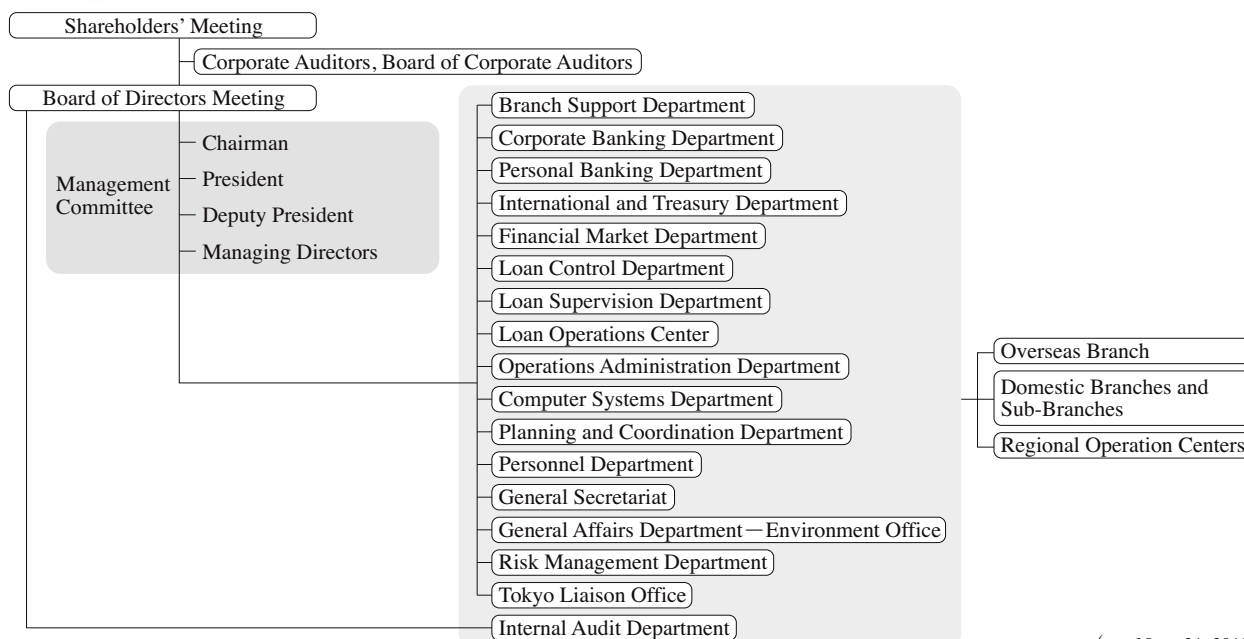 Shareholders' Meeting
Corporate Auditors, Board of Corporate Auditors
Board of Directors Meeting
Management
Committee
Chairman
President
Deputy President
Managing Directors
Branch Support Department
Corporate Banking Department
Personal Banking Department
International and Treasury Department
Financial Market Department
Loan Control Department
Loan Supervision Department
Loan Operations Center
Operations Administration Department
Computer Systems Department
Planning and Coordination Department
Personnel Department
General Secretariat
General Affairs Department—Environment Office
Risk Management Department
Tokyo Liaison Office
Internal Audit Department
Overseas Branch
Domestic Branches and
Sub-Branches
Regional Operation Centers